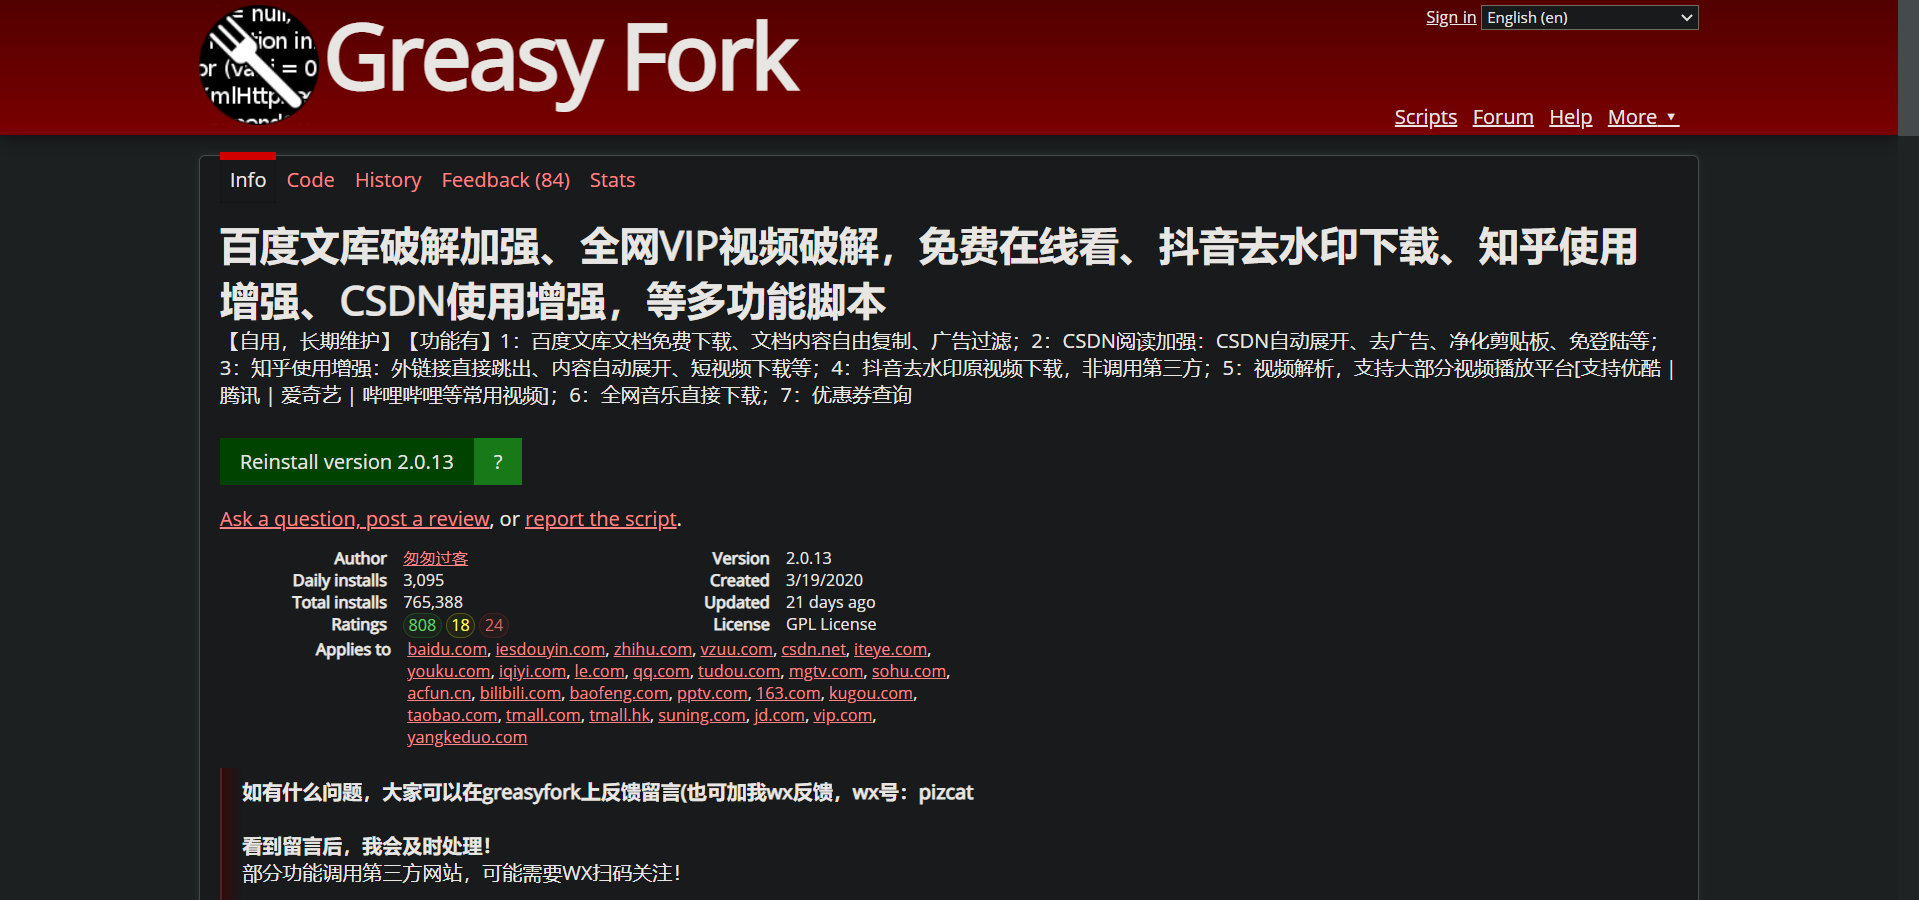 = null,
tion in
or (va i = 0
mlHttp
Greasy Fork
Sign in English (en)
Scripts Forum Help More ▼
Info Code History Feedback (84) Stats
百度文库破解加强、全网VIP视频破解，免费在线看、抖音去水印下载、知乎使用
增强、CSDN使用增强，等多功能脚本
【自用，长期维护】【功能有】1：百度文库文档免费下载、文档内容自由复制、广告过滤；2：CSDN阅读加强：CSDN自动展开、去广告、净化剪贴板、免登陆等；
3：知乎使用增强：外链接直接跳出、内容自动展开、短视频下载等；4：抖音去水印原视频下载，非调用第三方；5：视频解析，支持大部分视频播放平台[支持优酷 |
腾讯 | 爱奇艺 | 哔哩哔哩等常用视频]；6：全网音乐直接下载；7：优惠券查询
Reinstall version 2.0.13 ?
Ask a question, post a review, or report the script.
Author 匆匆过客 Version 2.0.13
Daily installs 3,095 Created 3/19/2020
Total installs 765,388 Updated 21 days ago
Ratings 808 18 24 License GPL License
Applies to baidu.com, iesdouyin.com, zhihu.com, vzuu.com, csdn.net, iteye.com,
youku.com, iqiyi.com, le.com, qq.com, tudou.com, mgtv.com, sohu.com,
acfun.cn, bilibili.com, baofeng.com, pptv.com, 163.com, kugou.com,
taobao.com, tmall.com, tmall.hk, suning.com, jd.com, vip.com,
yangkeduo.com
如有什么问题，大家可以在greasyfork上反馈留言(也可加我wx反馈，wx号：pizcat
看到留言后，我会及时处理！
部分功能调用第三方网站，可能需要WX扫码关注！